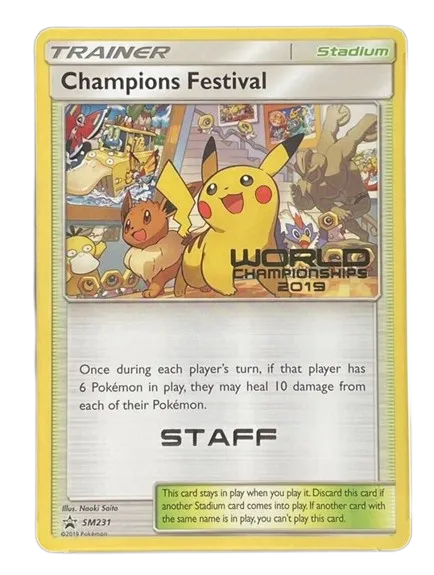 TRAINER
Stadium
Champions Festival
WORLD
CHAMPIONSHIPS
2019
Once during each player's turn, if that player has
6 Pokémon in play, they may heal 10 damage from
each of their Pokémon.
STAFF
This card stays in play when you play it. Discard this card if
another Stadium card comes into play. If another card with
the same name is in play, you can't play this card.
Illus. Naoki Saito
SM231
©2019 Pokémon